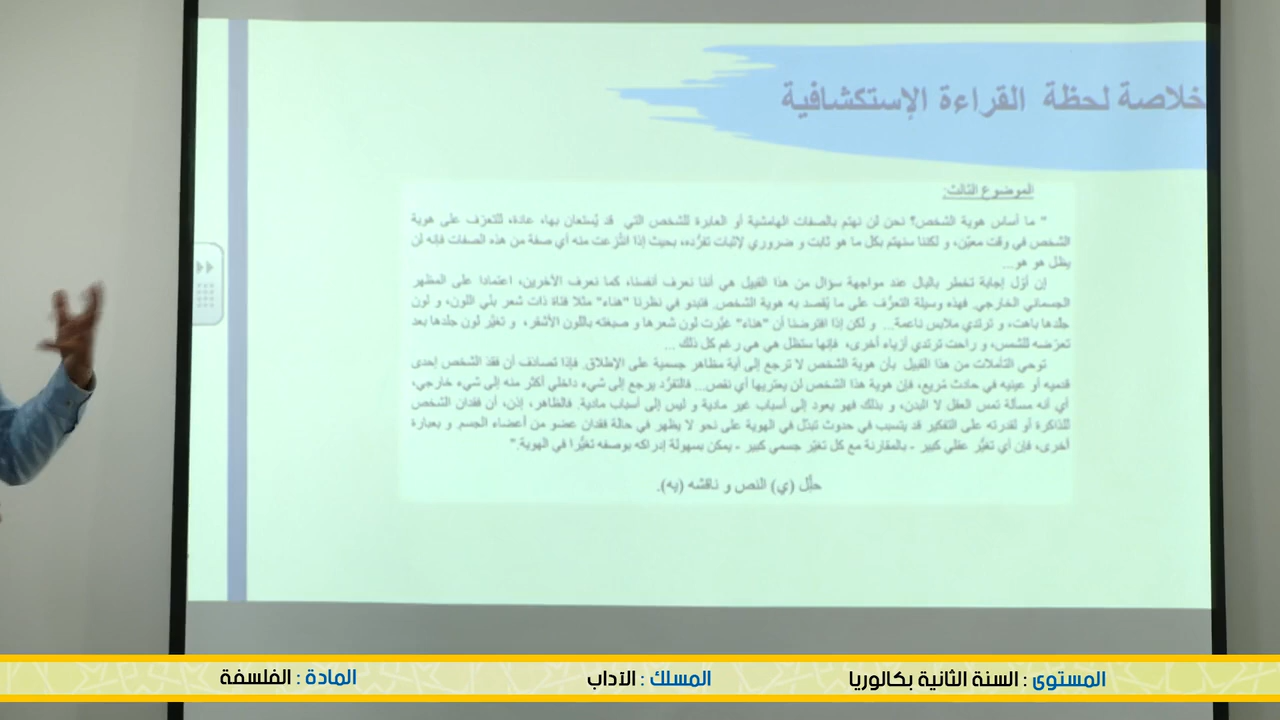 خلاصة لحظة القراءة الإستكشافية
الموضوع الثالث:
" ما أساس هوية الشخص؟ نحن لن نهتم بالصفات الهامشية أو العابرة للشخص التي قد يُستعان بها، عادة، للتعرف على هوية
الشخص في وقت معيّن، و لكننا سنهتم بكل ما هو ثابت و ضروري لإثبات تفرُّده، بحيث إذا انتُزعت منه أي صفة من هذه الصفات فإنه لن
يظل هو هو...
إن أوّل إجابة تخطر بالبال عند مواجهة سؤال من هذا القبيل هي أننا نعرف أنفسنا، كما نعرف الآخرين، اعتمادا على المظهر
الجسماني الخارجي. فهذه وسيلة التعرُّف على ما يُقصد به هوية الشخص. فتبدو في نظرنا "هناء" مثلا فتاة ذات شعر بني اللون، و لون
جلدها باهت، و ترتدي ملابس ناعمة... و لكن إذا افترضنا أن "هناء" غيّرت لون شعرها و صبغته باللون الأشقر، و تغيّر لون جلدها بعد
تعرّضه للشمس، و راحت ترتدي أزياء أخرى، فإنها ستظل هي هي رغم كل ذلك ...
توحي التأملات من هذا القبيل بأن هوية الشخص لا ترجع إلى أية مظاهر جسمية على الإطلاق. فإذا تصادف أن فقد الشخص إحدى
قدميه أو عينيه في حادث مُريع، فإن هوية هذا الشخص لن يعتريها أي نقص... فالتفرُّد يرجع إلى شيء داخلي أكثر منه إلى شيء خارجي،
أي أنه مسألة تمس العقل لا البدن، و بذلك فهو يعود إلى أسباب غير مادية و ليس إلى أسباب مادية. فالظاهر، إذن، أن فقدان الشخص
للذاكرة أو لقدرته على التفكير قد يتسبب في حدوث تبدّل في الهوية على نحو لا يظهر في حالة فقدان عضو من أعضاء الجسم. و بعبارة
أخرى، فإن أي تغيُّر عقلي كبير - بالمقارنة مع كل تغيّر جسمي كبير - يمكن بسهولة إدراكه بوصفه تغيُّرا في الهوية."
حلِّل (ي) النص و ناقشه (يه).
المستوى : السنة الثانية بكالوريا
المسلك : الآداب
المادة : الفلسفة